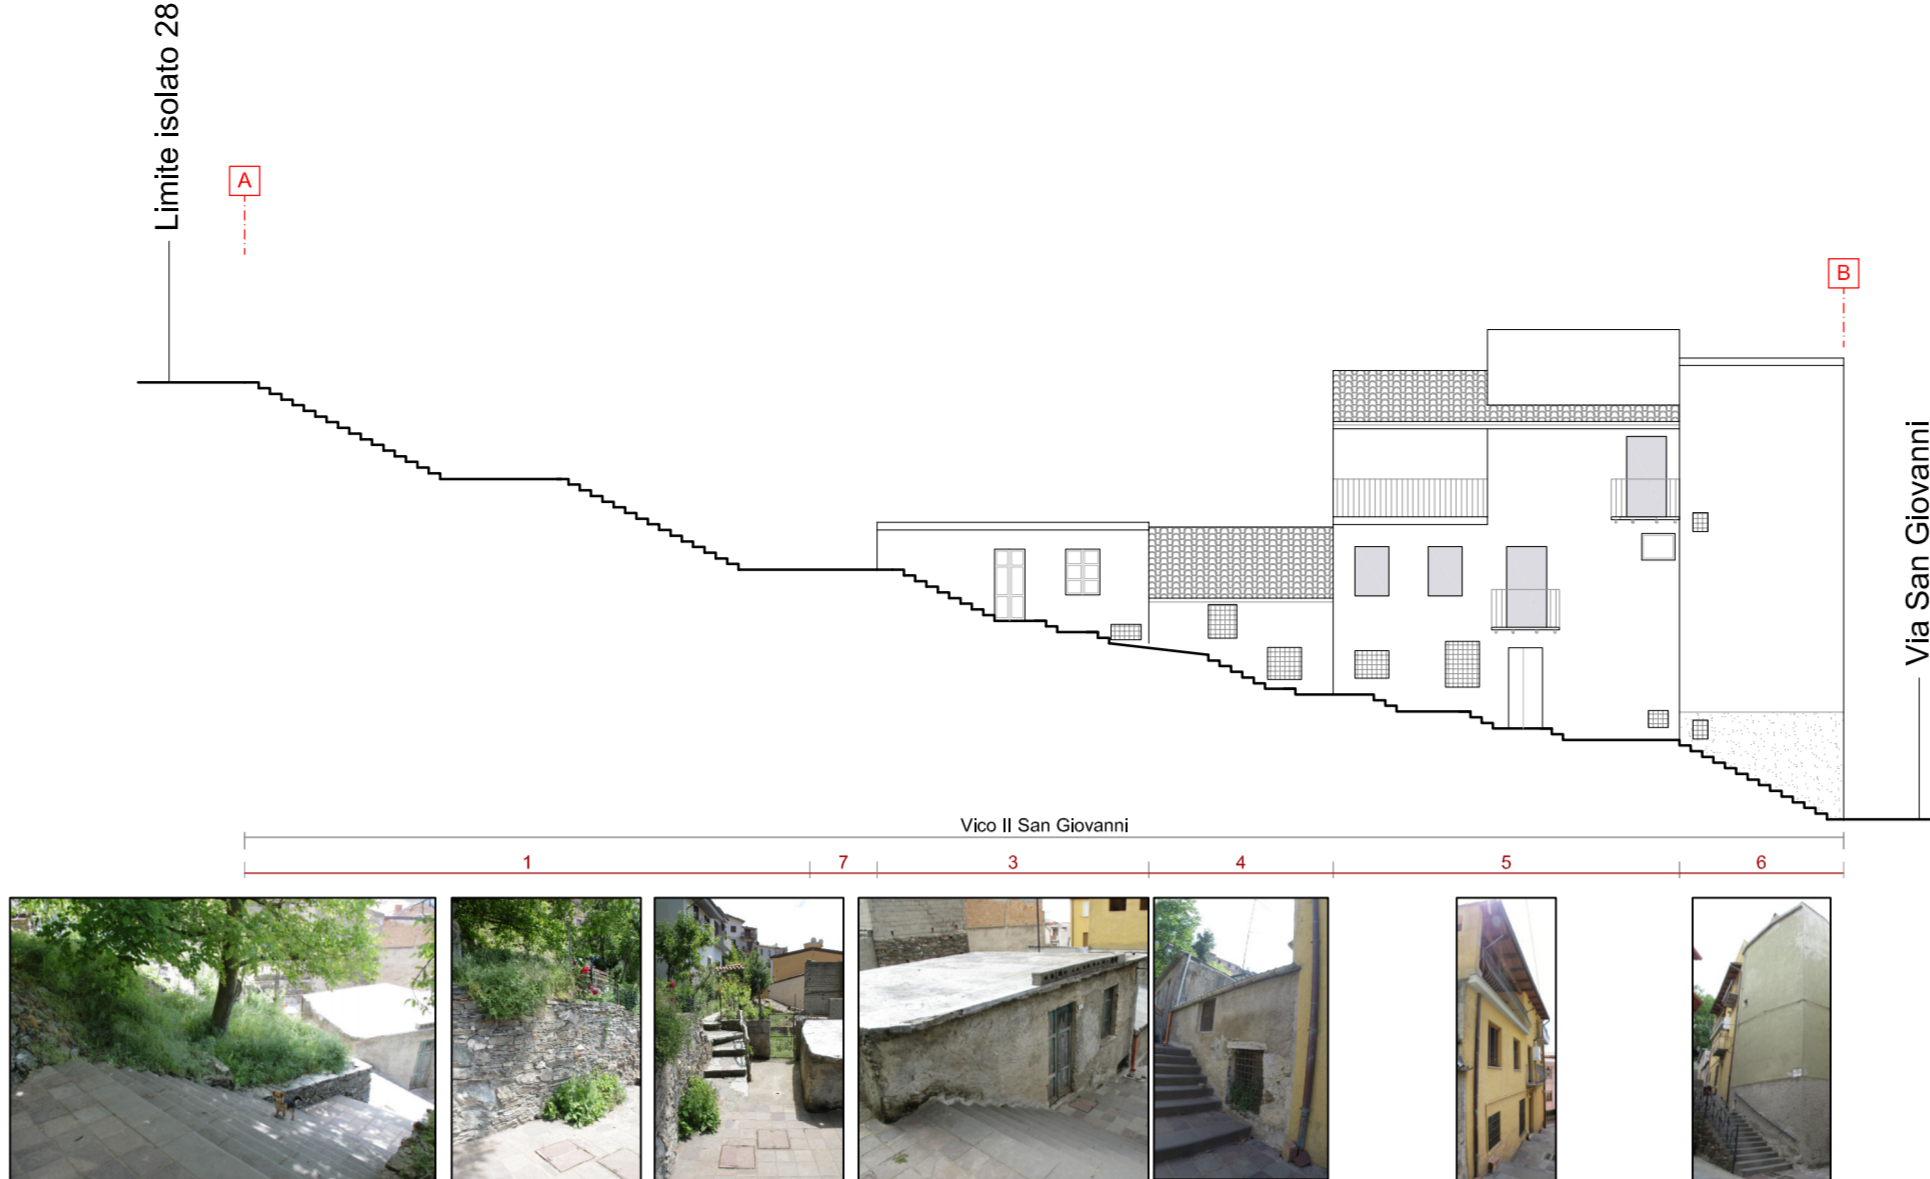 Limite isolato 28
A
B
Via San Giovanni
Vico II San Giovanni
1 7 3 4 5 6